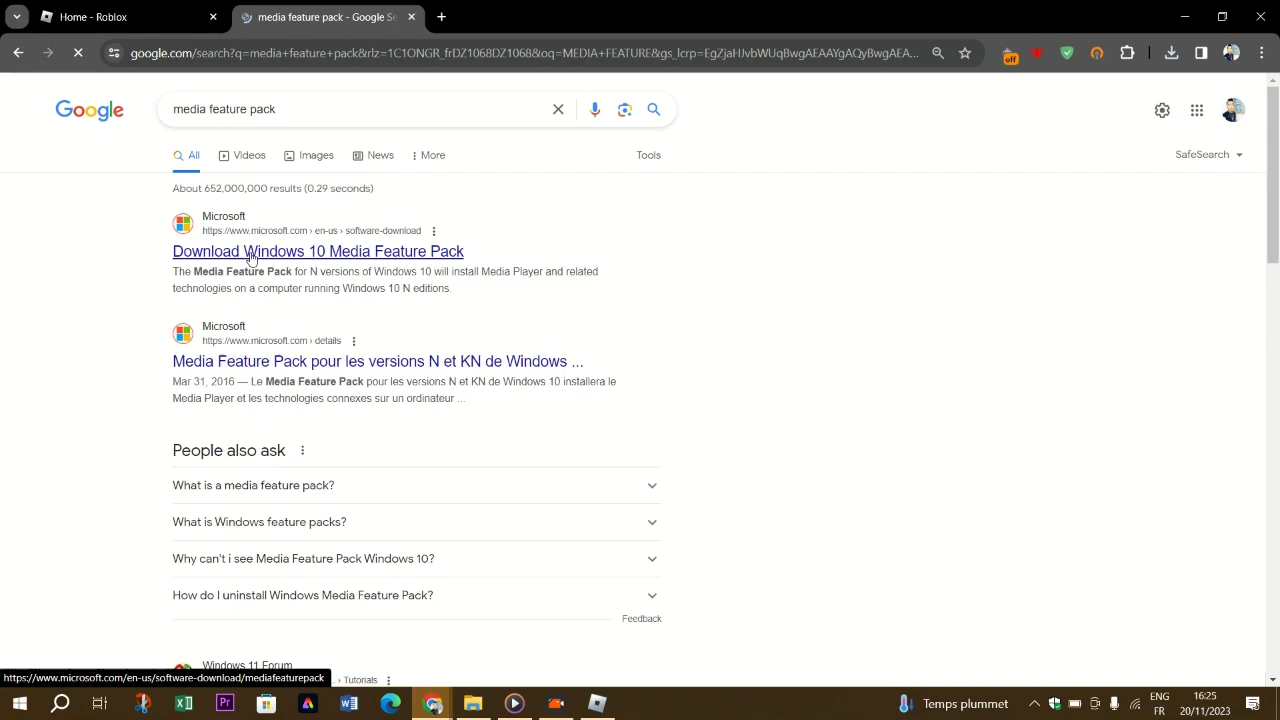 Home - Roblox
media feature pack - Google Se
google.com/search?q=media+feature+pack&rlz=1C1ONGR_frDZ1068DZ1068&oq=MEDIA+FEATURE&gs_lcrp=EgZjaHJvbWUqBwgAEAAYgAQyBwgAE...
off
Google
media feature pack
All
Videos
Images
News
More
Tools
SafeSearch
About 652,000,000 results (0.29 seconds)
Microsoft
https://www.microsoft.com › en-us › software-download
Download Windows 10 Media Feature Pack
The Media Feature Pack for N versions of Windows 10 will install Media Player and related
technologies on a computer running Windows 10 N editions.
Microsoft
https://www.microsoft.com › details
Media Feature Pack pour les versions N et KN de Windows ...
Mar 31, 2016 — Le Media Feature Pack pour les versions N et KN de Windows 10 installera le
Media Player et les technologies connexes sur un ordinateur ...
People also ask
What is a media feature pack?
What is Windows feature packs?
Why can't i see Media Feature Pack Windows 10?
How do I uninstall Windows Media Feature Pack?
Feedback
Windows 11 Forum
https://www.microsoft.com/en-us/software-download/mediafeaturepack
› Tutorials
Pr
Temps plummet
ENG
FR
16:25
20/11/2023